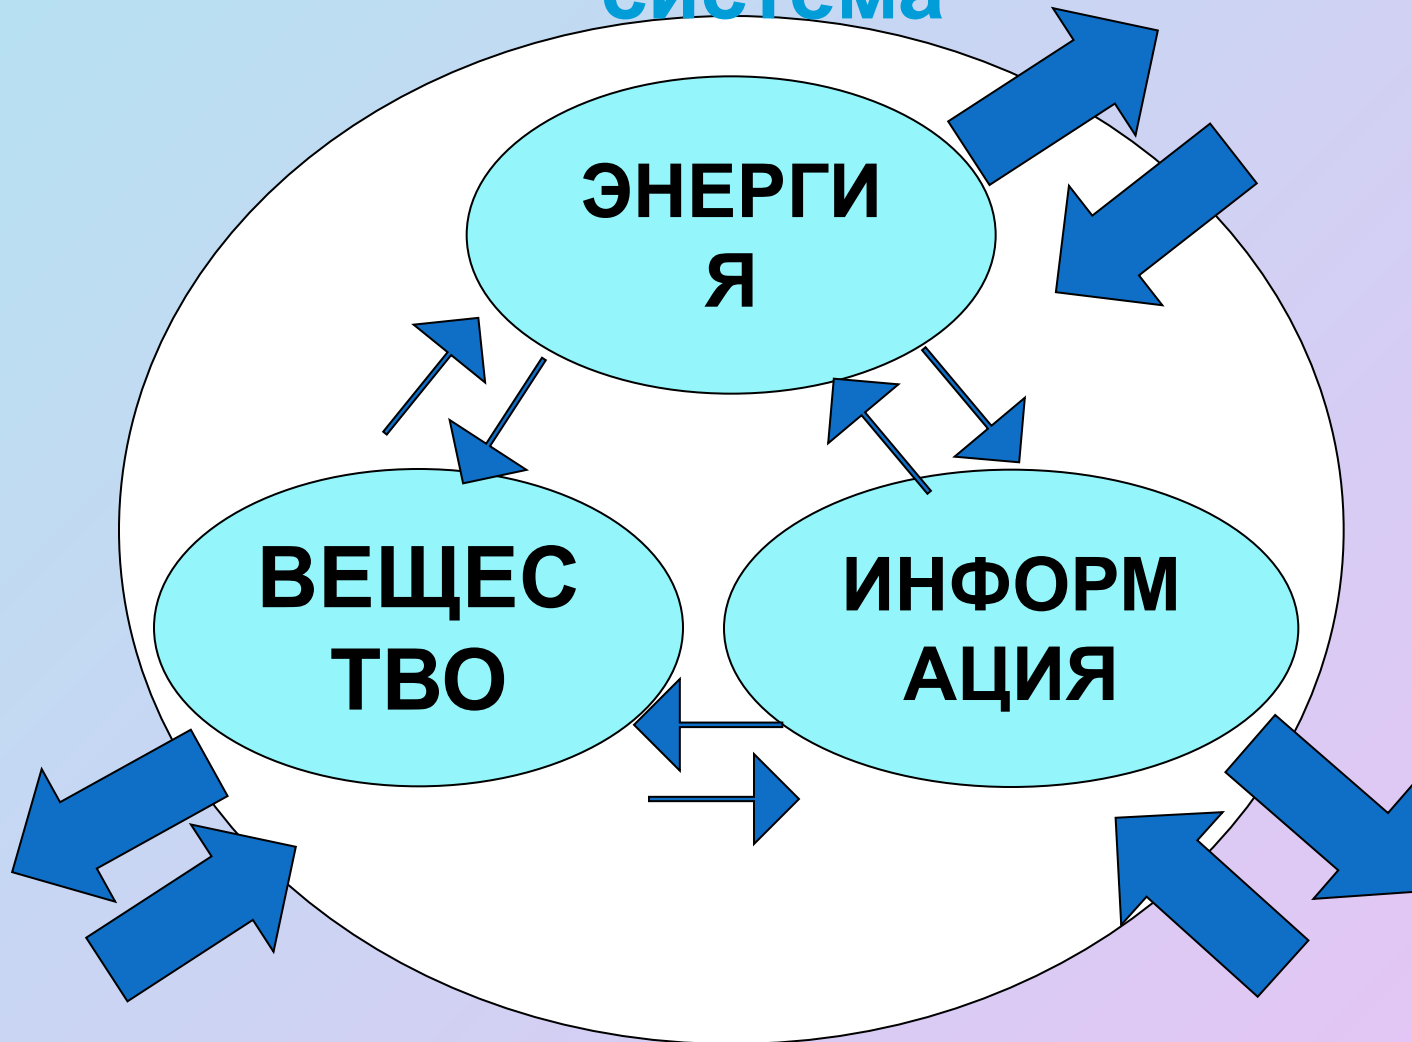 система
ЭНЕРГИ
Я
ВЕЩЕС
ТВО
ИНФОРМ
АЦИЯ